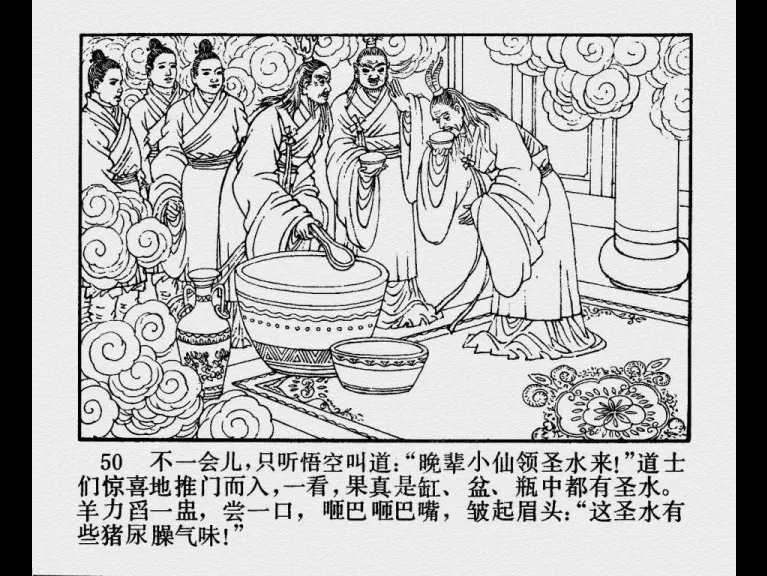 50 不一会儿，只听悟空叫道：“晚辈小仙领圣水来！”道士
们惊喜地推门而入，一看，果真是缸、盆、瓶中都有圣水。
羊力舀一盅，尝一口，咂巴咂巴嘴，皱起眉头：“这圣水有
些猪尿臊气味！”